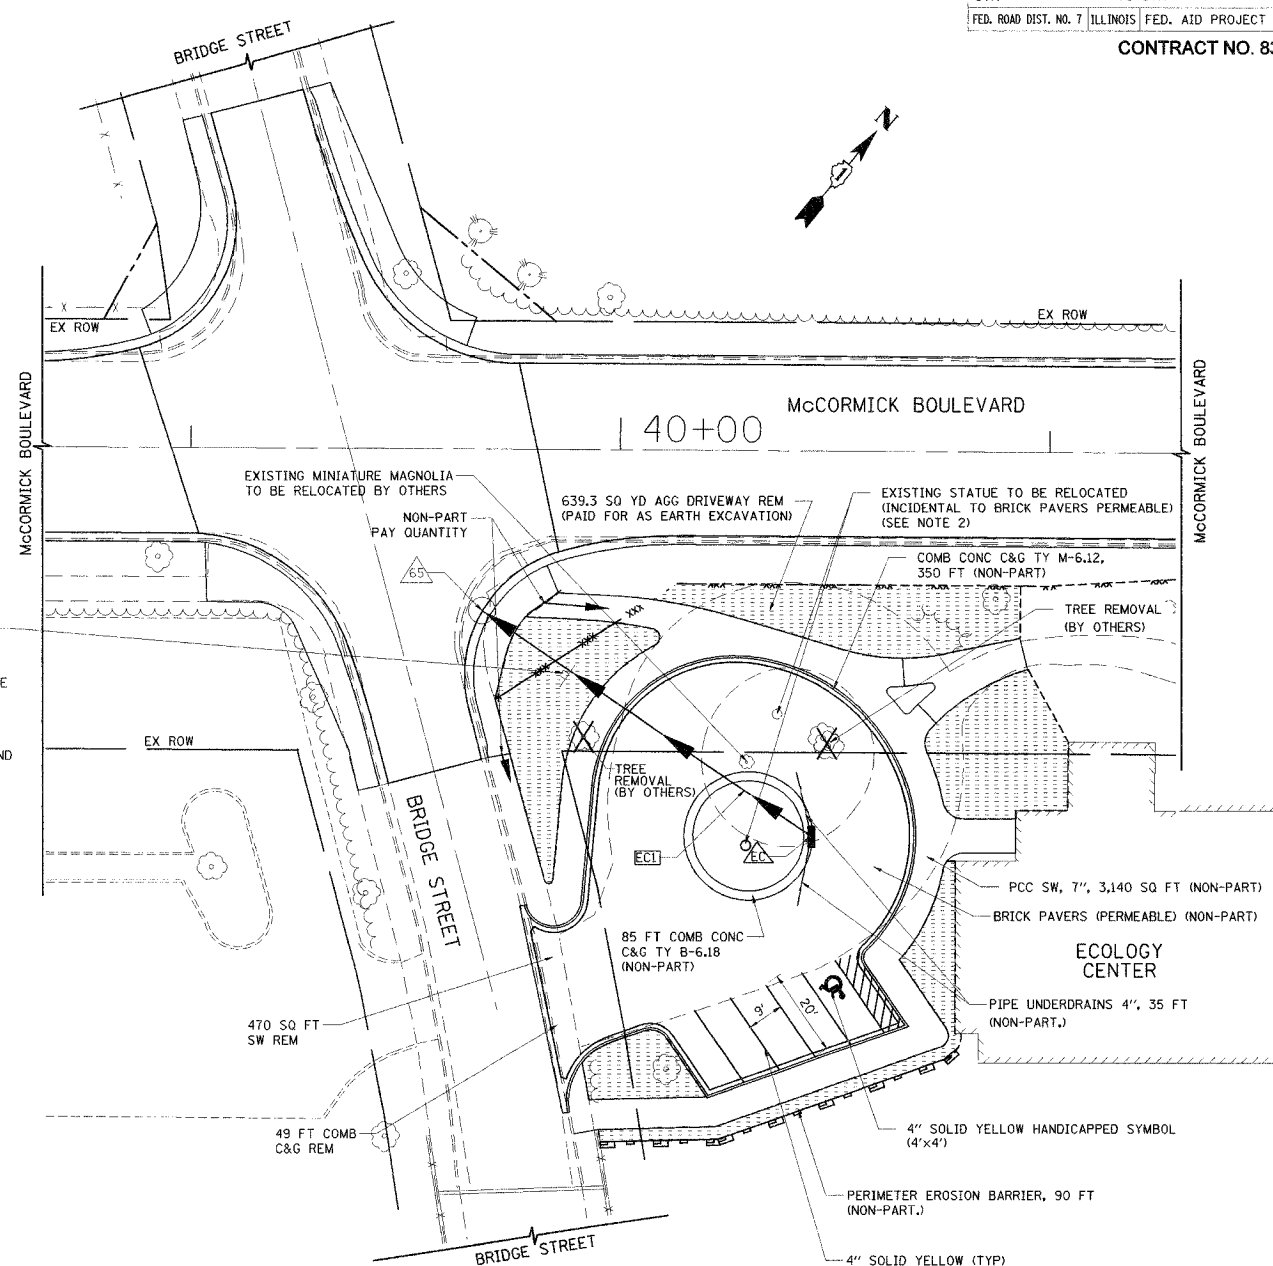 FED. ROAD DIST. NO. 7 ILLINOIS FED. AID PROJECT
CONTRACT NO. 83
BRIDGE STREET
N
1
EX ROW
EX ROW
McCORMICK BOULEVARD
McCORMICK BOULEVARD
McCORMICK BOULEVARD
40+00
EXISTING MINIATURE MAGNOLIA
TO BE RELOCATED BY OTHERS
NON-PART
PAY QUANTITY
65
639.3 SQ YD AGG DRIVEWAY REM
(PAID FOR AS EARTH EXCAVATION)
EXISTING STATUE TO BE RELOCATED
(INCIDENTAL TO BRICK PAVERS PERMEABLE)
(SEE NOTE 2)
COMB CONC C&G TY M-6.12,
350 FT (NON-PART)
TREE REMOVAL
(BY OTHERS)
XXX
XXX
XXX
E
ND
EX ROW
TREE
REMOVAL
(BY OTHERS)
BRIDGE STREET
EC1
EC
PCC SW, 7", 3,140 SQ FT (NON-PART)
BRICK PAVERS (PERMEABLE) (NON-PART)
ECOLOGY
CENTER
85 FT COMB CONC
C&G TY B-6.18
(NON-PART)
9'
20'
PIPE UNDERDRAINS 4", 35 FT
(NON-PART.)
470 SQ FT
SW REM
49 FT COMB
C&G REM
4" SOLID YELLOW HANDICAPPED SYMBOL
(4'x4')
PERIMETER EROSION BARRIER, 90 FT
(NON-PART.)
BRIDGE STREET
4" SOLID YELLOW (TYP)